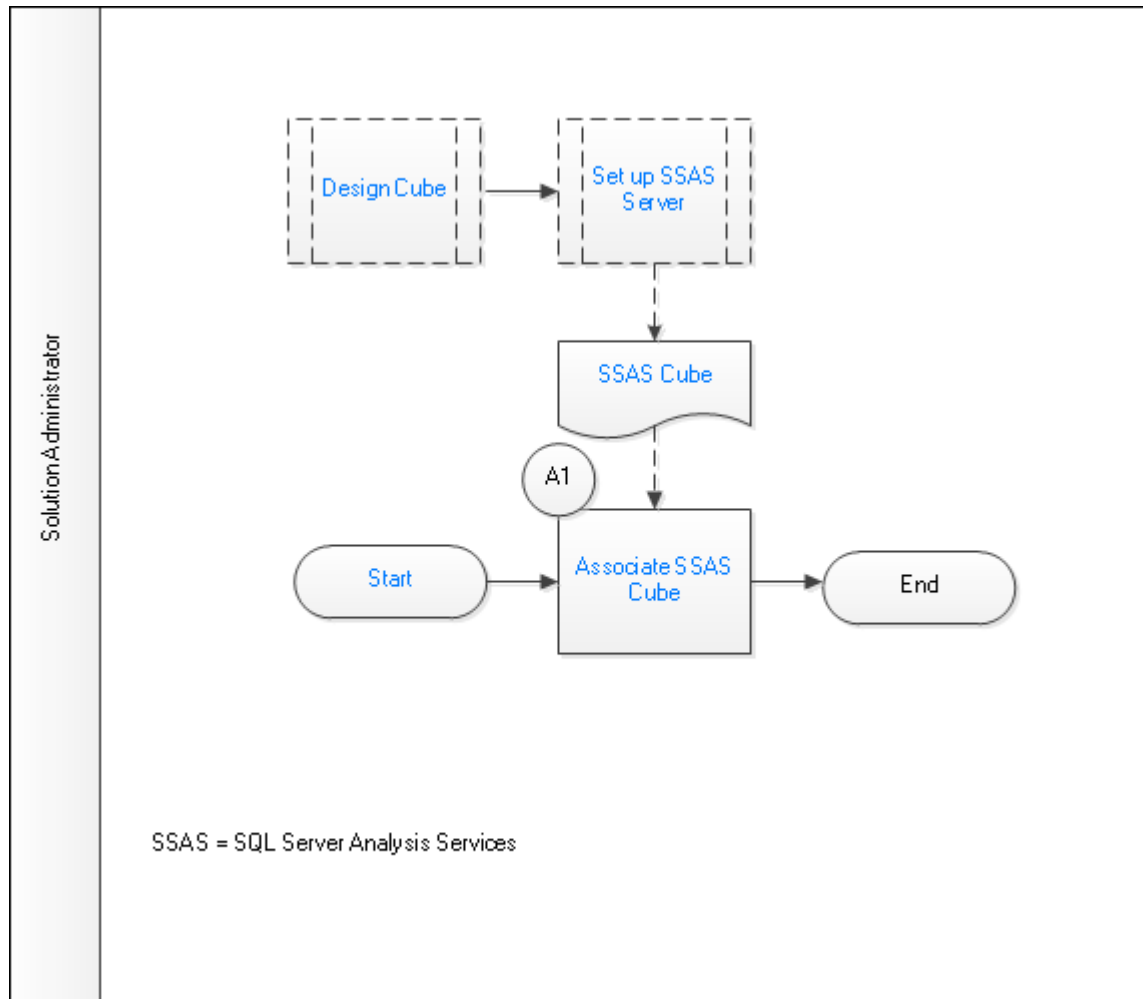 Design Cube
Set up SSAS
Server
SSAS Cube
A1
Solution Administrator
Start
Associate SSAS
Cube
End
SSAS = SQL Server Analysis Services